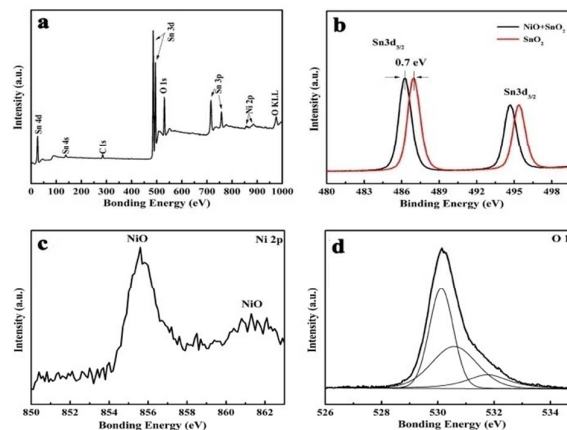 a
Intensity (a.u.)
Sn 4d
Sn 4s
C 1s
Sn 3d
O 1s
Sn 3p
Ni 2p
O KLL
0 100 200 300 400 500 600 700 800 900 1000
Bonding Energy (eV)
b
NiO+SnO2
SnO2
Sn3d3/2
0.7 eV
Sn3d3/2
Intensity (a.u.)
480 483 486 489 492 495 498
Binding Energy (eV)
c
NiO
Ni 2p
NiO
Intensity (a.u.)
850 852 854 856 858 860 862
Bonding Energy (eV)
d
O 1
Intensity (a.u.)
526 528 530 532 534
Bonding Energy (eV)